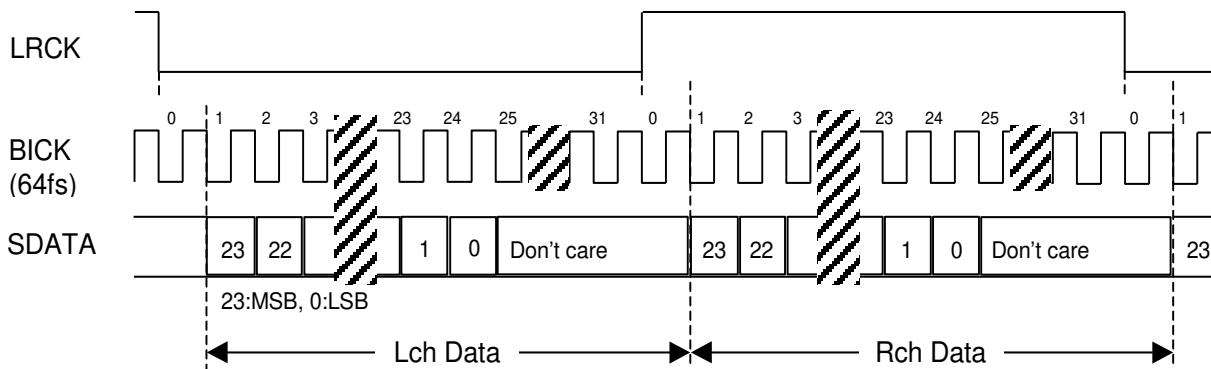 LRCK
0 1 2 3 23 24 25 31 0 1 2 3 23 24 25 31 0 1
BICK
(64fs)
SDATA 23 22 1 0 Don't care 23 22 1 0 Don't care 23
23:MSB, 0:LSB
Lch Data Rch Data